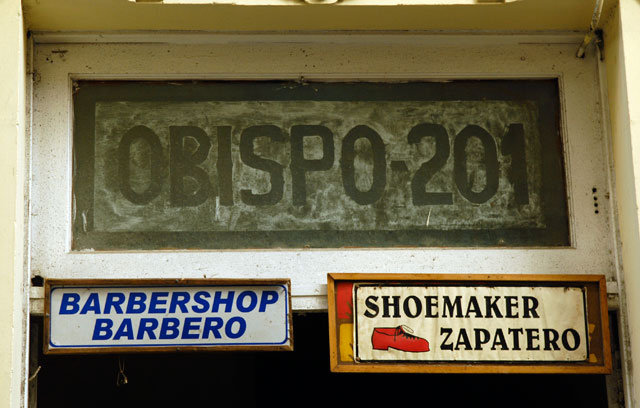 OBISPO-201
BARBERSHOP
BARBERO
SHOEMAKER
ZAPATERO